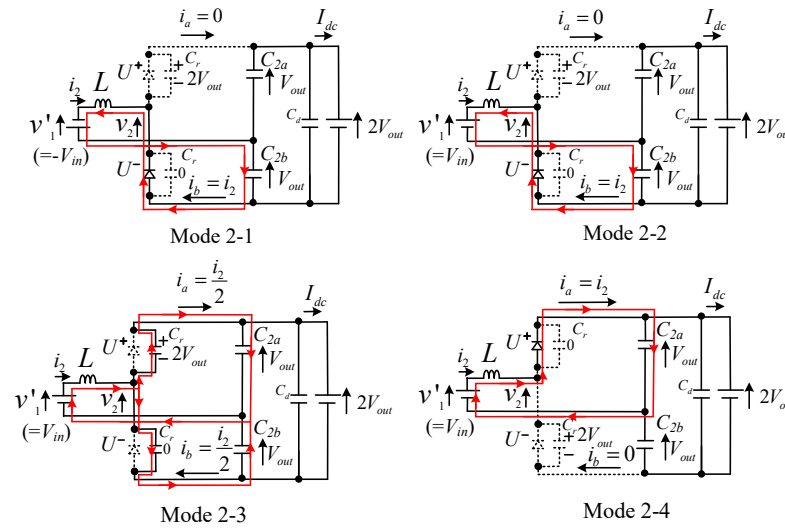 i_a = 0
I_dc
i_2
L
U⁺
C_r
+
−
2V_out
C_2a
V_out
v'_1
(=-V_in)
v_2
U⁻
C_r
0
i_b = i_2
C_2b
V_out
C_d
2V_out
Mode 2-1
i_a = 0
I_dc
i_2
L
U⁺
C_r
+
−
2V_out
C_2a
V_out
v'_1
(=-V_in)
v_2
U⁻
C_r
0
i_b = i_2
C_2b
V_out
C_d
2V_out
Mode 2-2
i_a = i_2/2
I_dc
i_2
L
U⁺
C_r
+
−
2V_out
C_2a
V_out
v'_1
(=V_in)
v_2
U⁻
C_r
0
i_b = i_2/2
C_2b
V_out
C_d
2V_out
Mode 2-3
i_a = i_2
I_dc
i_2
L
U⁺
C_r
0
C_2a
V_out
v'_1
(=V_in)
v_2
U⁻
C_r
+
−
2V_out
i_b = 0
C_2b
V_out
C_d
2V_ou
Mode 2-4